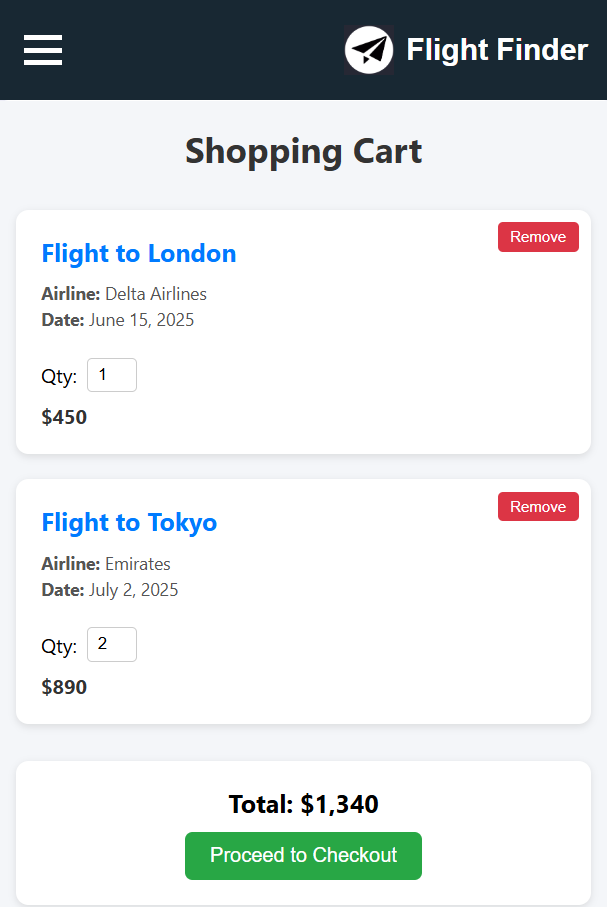 Flight Finder
Shopping Cart
Flight to London
Remove
Airline: Delta Airlines
Date: June 15, 2025
Qty: 1
$450
Flight to Tokyo
Remove
Airline: Emirates
Date: July 2, 2025
Qty: 2
$890
Total: $1,340
Proceed to Checkout